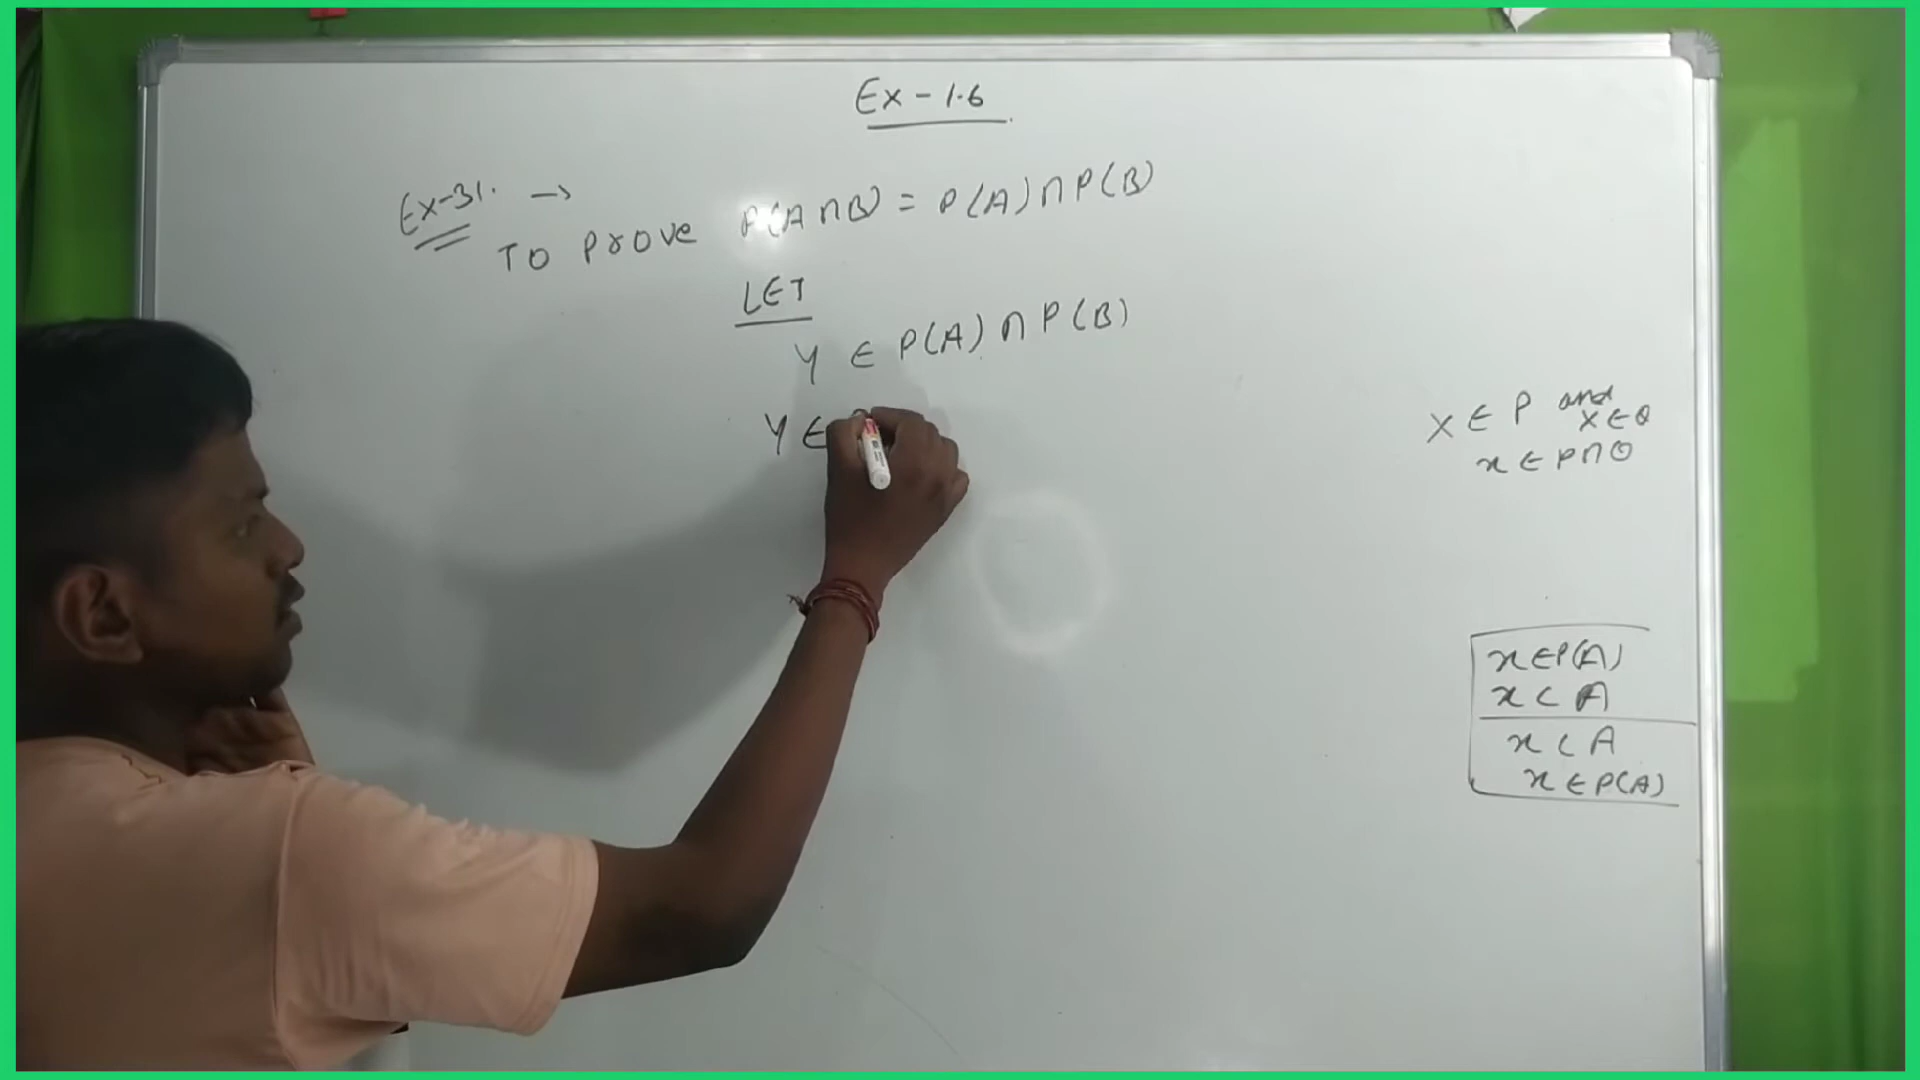 Ex - 1.6
Ex-31. →
TO PROVE P(A∩B) = P(A)∩P(B)
LET
Y ∈ P(A)∩P(B)
Y ∈
X ∈ P and
X ∈ Q
x ∈ P∩Q
x ∈ P(A)
x ⊂ A
x ⊂ A
x ∈ P(A)